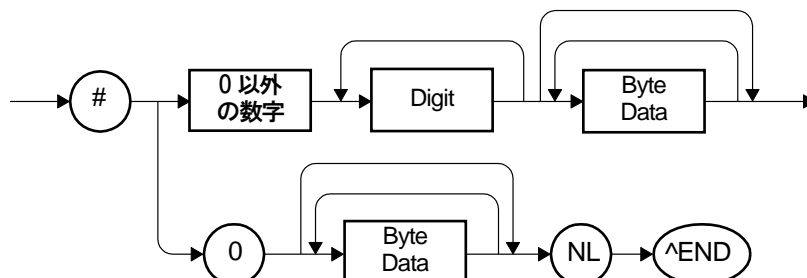 #
0 以外
の数字
Digit
Byte
Data
0
Byte
Data
NL
^END